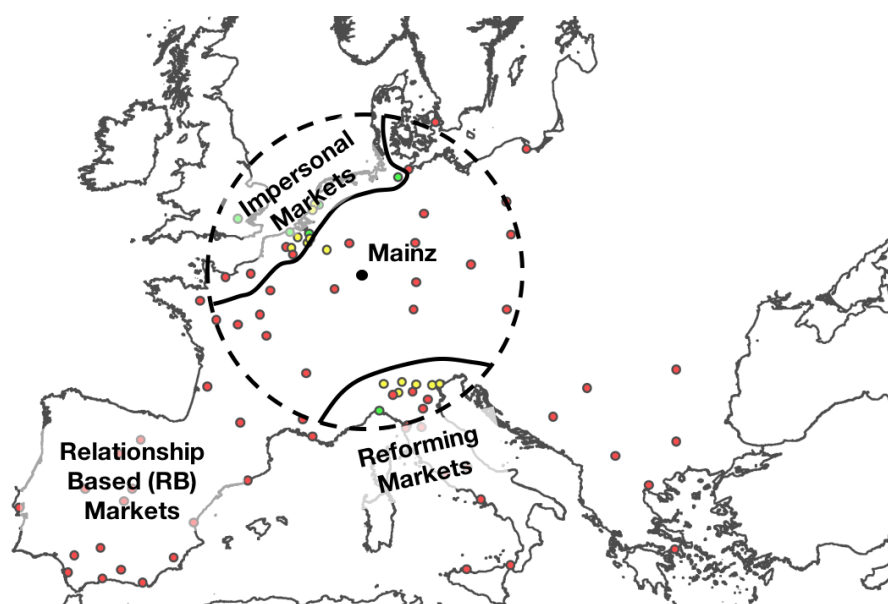 Impersonal
Markets
Mainz
Relationship
Based (RB)
Markets
Reforming
Markets